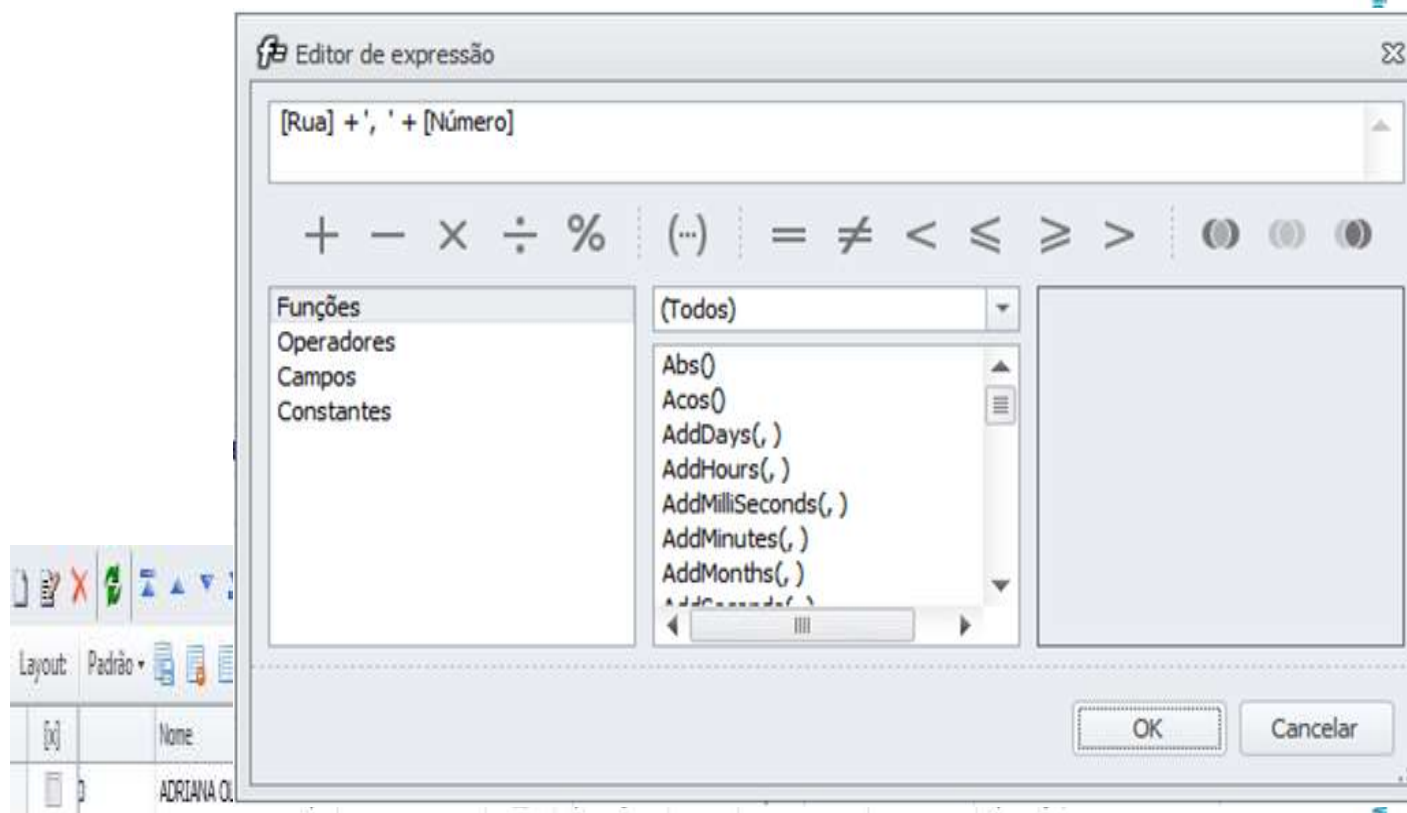 Editor de expressão
[Rua] + ', ' + [Número]
+ − × ÷ % (...) = ≠ < ≤ ≥ >
Funções
Operadores
Campos
Constantes
(Todos)
Abs()
Acos()
AddDays(, )
AddHours(, )
AddMilliSeconds(, )
AddMinutes(, )
AddMonths(, )
OK
Cancelar
Layout:
Padrão
[x]
Nome
ADRIANA